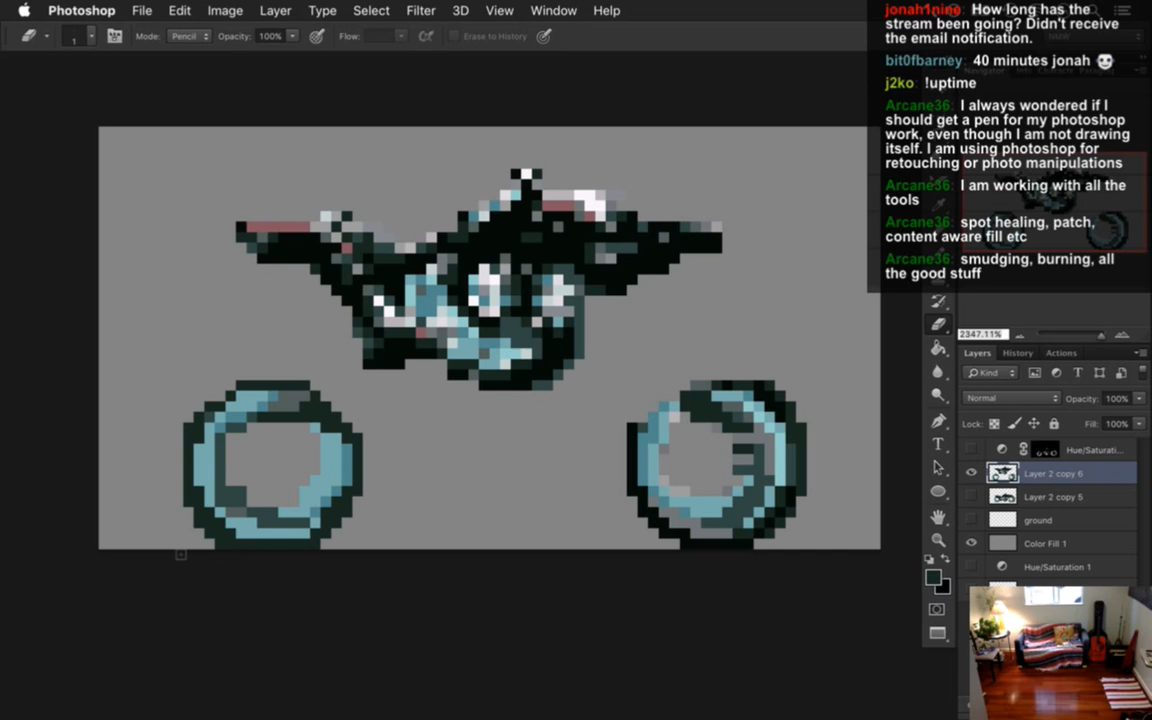 Photoshop File Edit Image Layer Type Select Filter 3D View Window Help
1 Mode: Pencil Opacity: 100% Flow: Erase to History
jonah1nine: How long has the
stream been going? Didn't receive
the email notification.
bit0fbarney: 40 minutes jonah
j2ko: !uptime
Arcane36: I always wondered if I
should get a pen for my photoshop
work, even though I am not drawing
itself. I am using photoshop for
retouching or photo manipulations
Arcane36: I am working with all the
tools
Arcane36: spot healing, patch,
content aware fill etc
Arcane36: smudging, burning, all
the good stuff
2347.11%
Layers History Actions
Kind
Normal Opacity: 100%
Lock: Fill: 100%
Hue/Saturati...
Layer 2 copy 6
Layer 2 copy 5
ground
Color Fill 1
Hue/Saturation 1